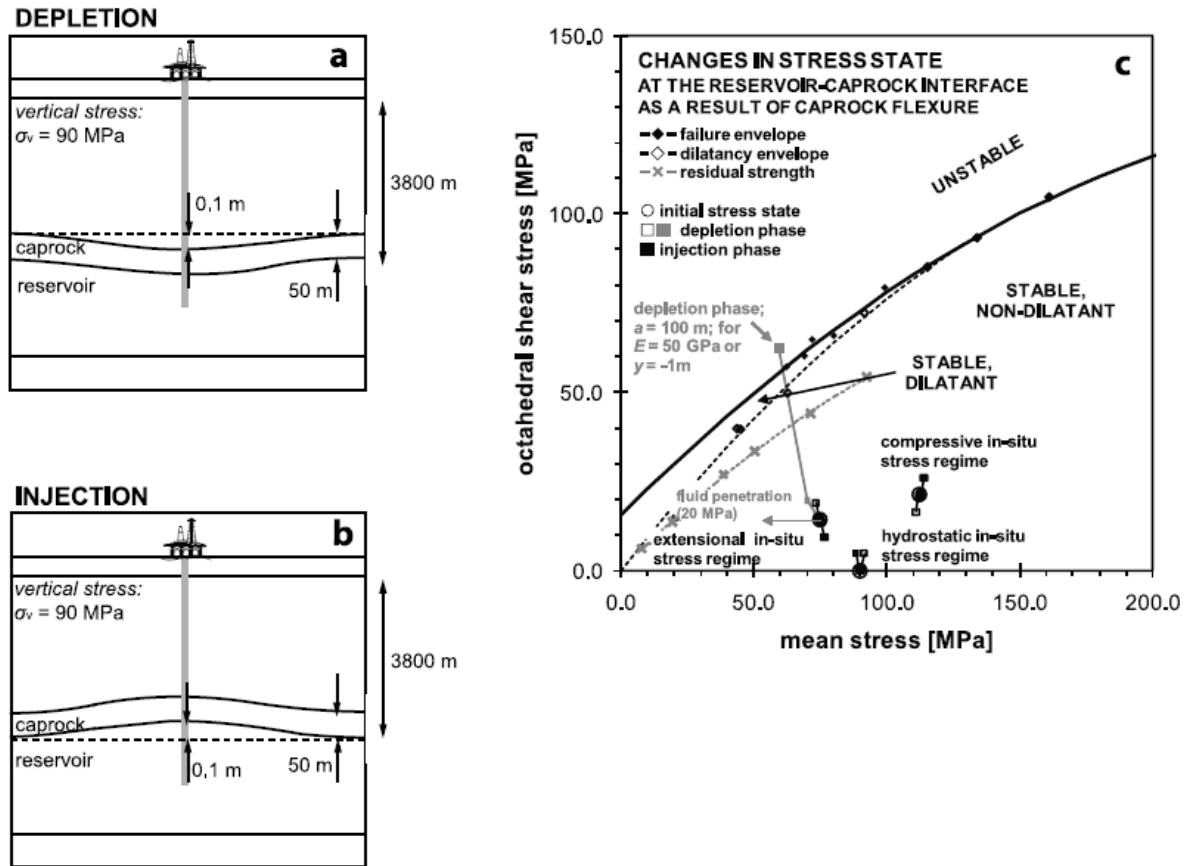 DEPLETION
a
vertical stress:
σv = 90 MPa
3800 m
0,1 m
caprock
reservoir
50 m
INJECTION
b
vertical stress:
σv = 90 MPa
3800 m
caprock
reservoir
0,1 m
50 m
c
CHANGES IN STRESS STATE
AT THE RESERVOIR-CAPROCK INTERFACE
AS A RESULT OF CAPROCK FLEXURE
failure envelope
dilatancy envelope
residual strength
initial stress state
depletion phase
injection phase
UNSTABLE
STABLE,
NON-DILATANT
STABLE,
DILATANT
depletion phase;
a = 100 m; for
E = 50 GPa or
y = –1m
compressive in-situ
stress regime
fluid penetration
(20 MPa)
extensional in-situ
stress regime
hydrostatic in-situ
stress regime
octahedral shear stress [MPa]
150.0
100.0
50.0
0.0
0.0
50.0
100.0
150.0
200.0
mean stress [MPa]